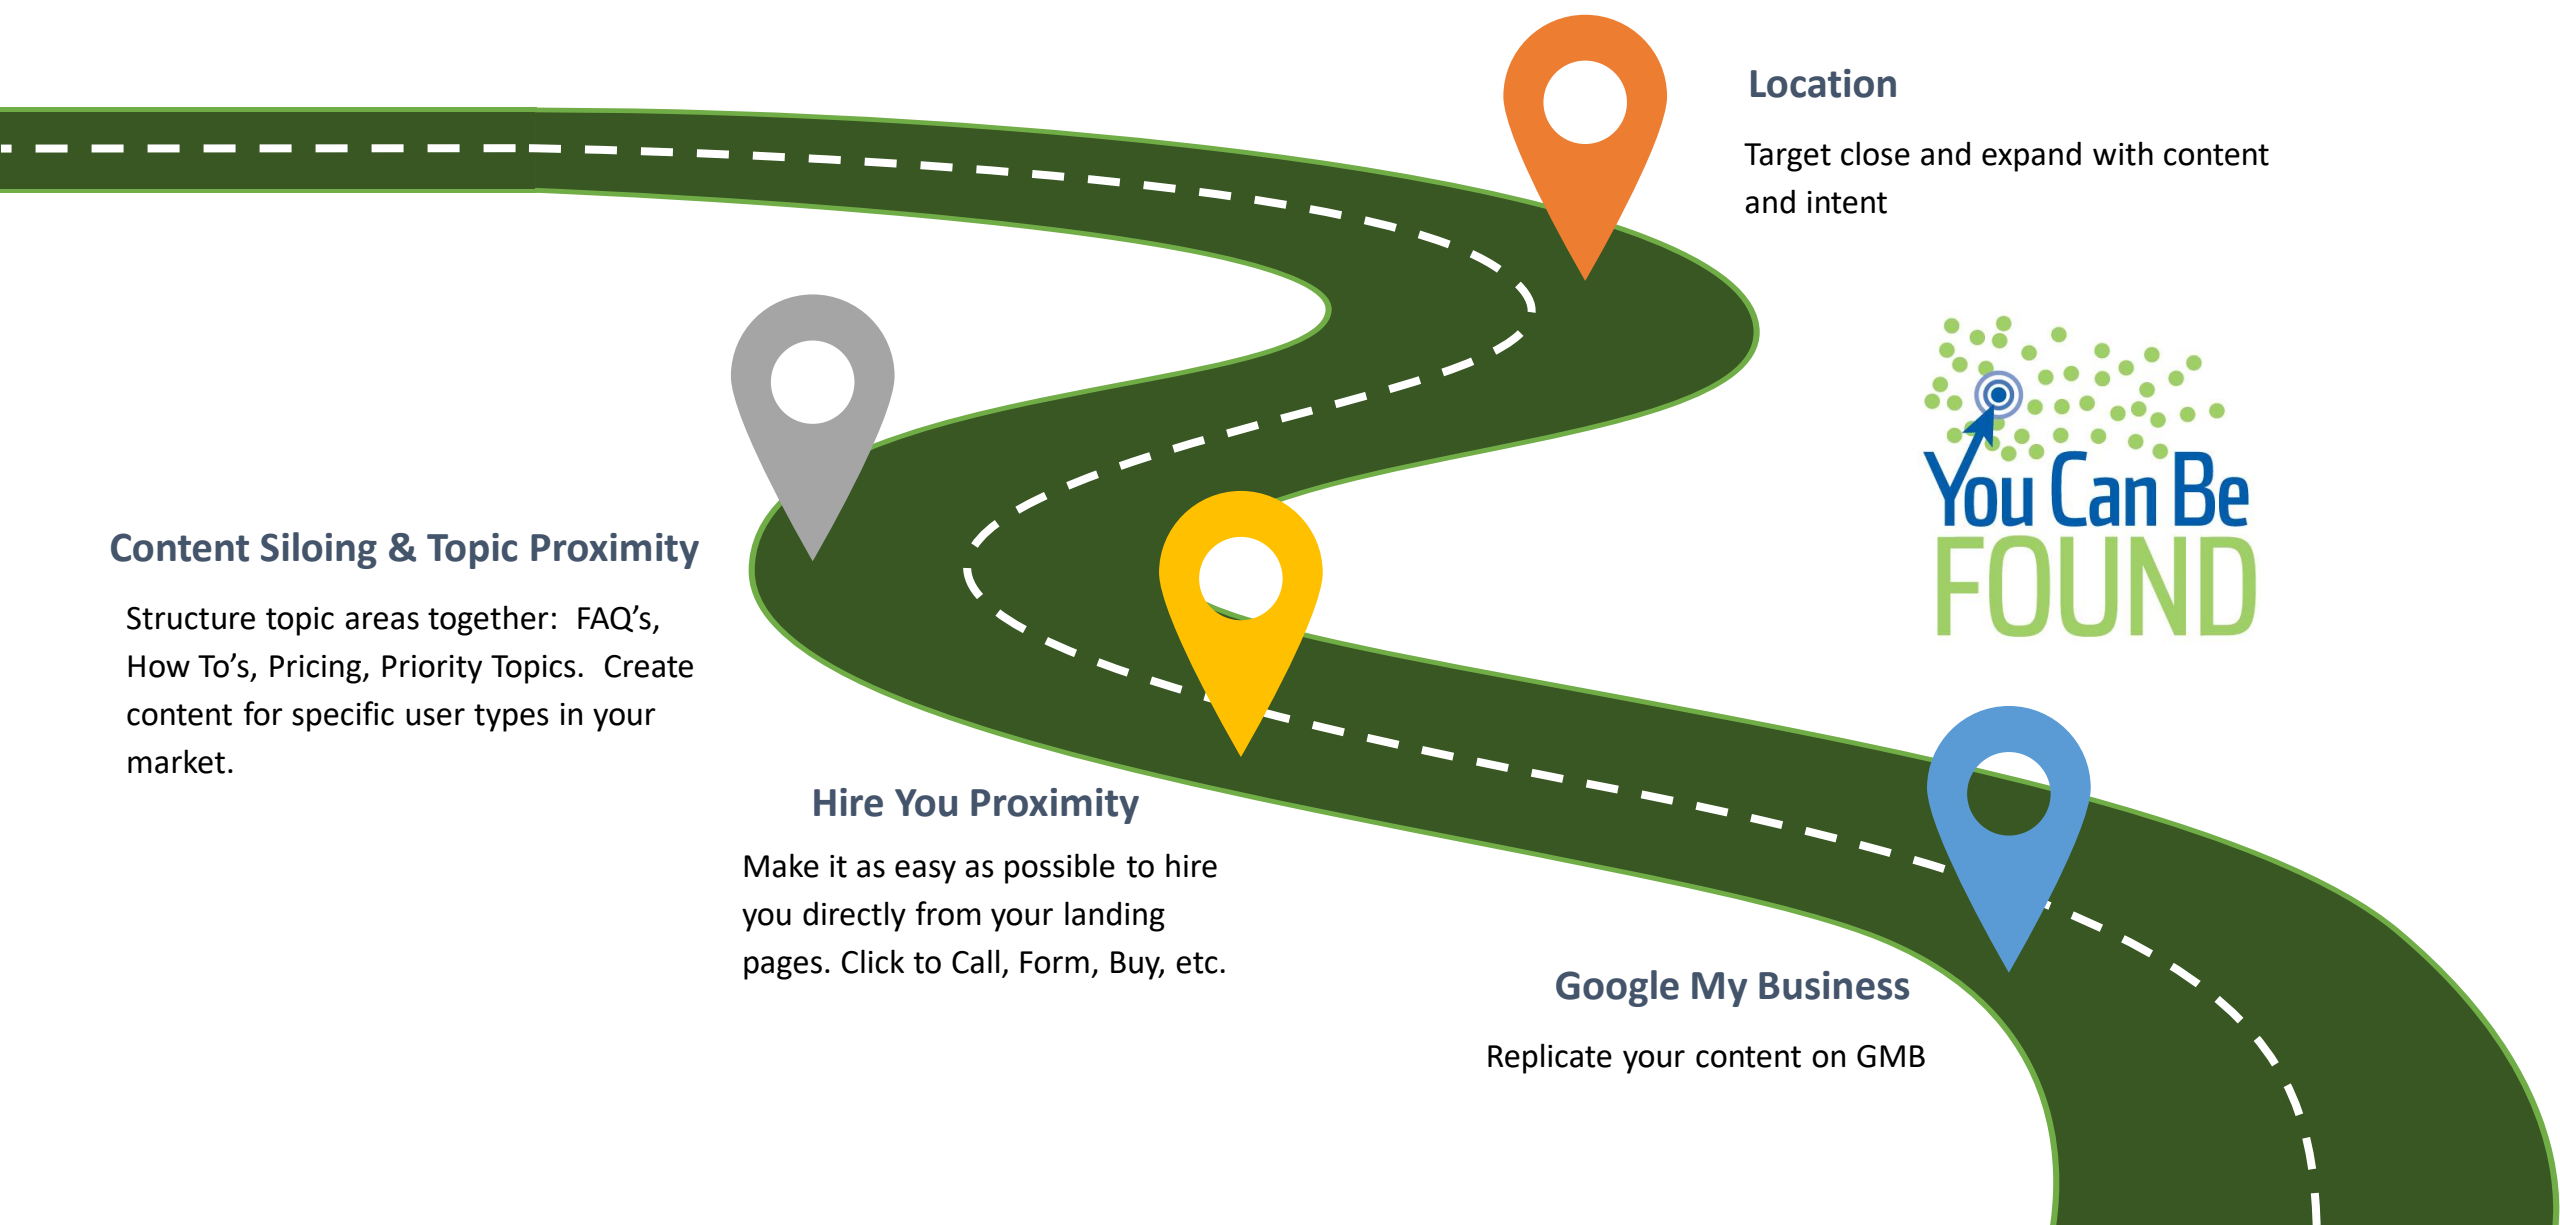 Location
Target close and expand with content
and intent
You Can Be
FOUND
Content Siloing & Topic Proximity
Structure topic areas together:  FAQ’s,
How To’s, Pricing, Priority Topics.  Create
content for specific user types in your
market.
Hire You Proximity
Make it as easy as possible to hire
you directly from your landing
pages. Click to Call, Form, Buy, etc.
Google My Business
Replicate your content on GMB